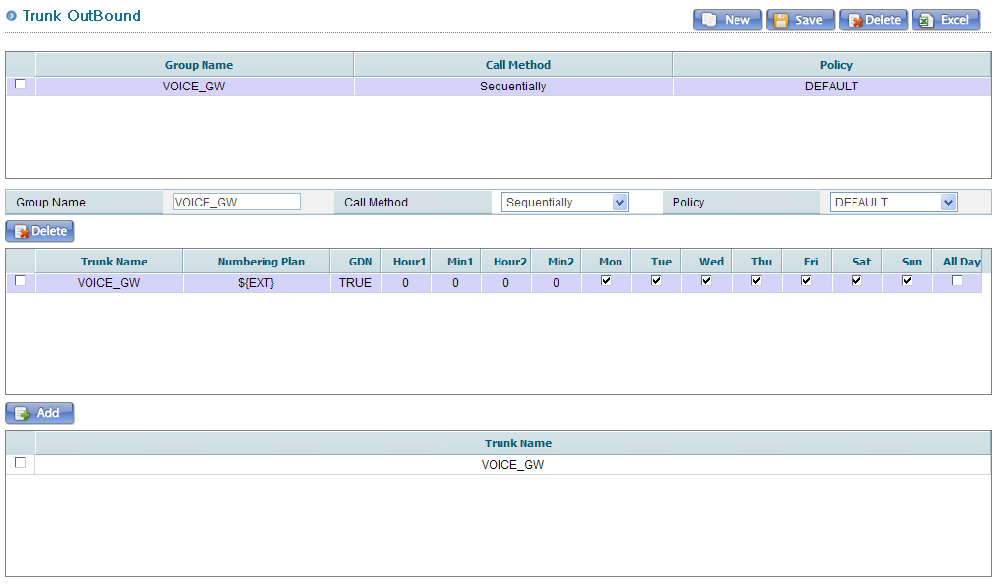 Trunk OutBound
New Save Delete Excel
Group Name Call Method Policy
VOICE_GW Sequentially DEFAULT
Group Name VOICE_GW Call Method Sequentially Policy DEFAULT
Delete
Trunk Name Numbering Plan GDN Hour1 Min1 Hour2 Min2 Mon Tue Wed Thu Fri Sat Sun All Day
VOICE_GW ${EXT} TRUE 0 0 0 0
Add
Trunk Name
VOICE_GW